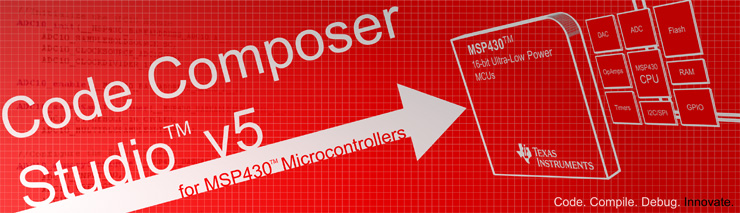 Code Composer
Studio™ v5
for MSP430™ Microcontrollers
MSP430™
16-bit Ultra-Low Power
MCUs
TEXAS
INSTRUMENTS
DAC
ADC
Flash
OpAmps
MSP430
CPU
RAM
Timers
I2C/SPI
GPIO
Code. Compile. Debug. Innovate.